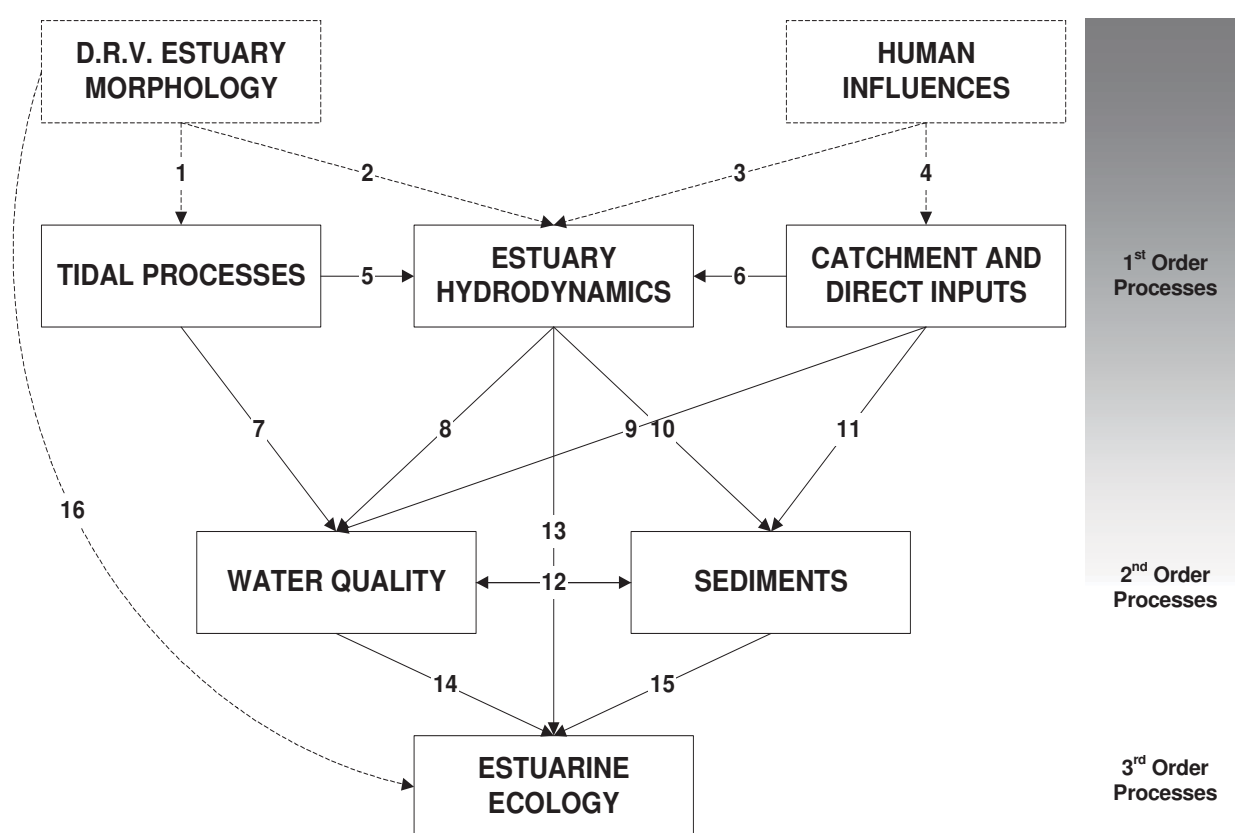 D.R.V. ESTUARY
MORPHOLOGY
HUMAN
INFLUENCES
1
2
3
4
TIDAL PROCESSES
5
ESTUARY
HYDRODYNAMICS
6
CATCHMENT AND
DIRECT INPUTS
1st Order
Processes
7
8
9
10
11
16
13
WATER QUALITY
12
SEDIMENTS
2nd Order
Processes
14
15
ESTUARINE
ECOLOGY
3rd Order
Processes